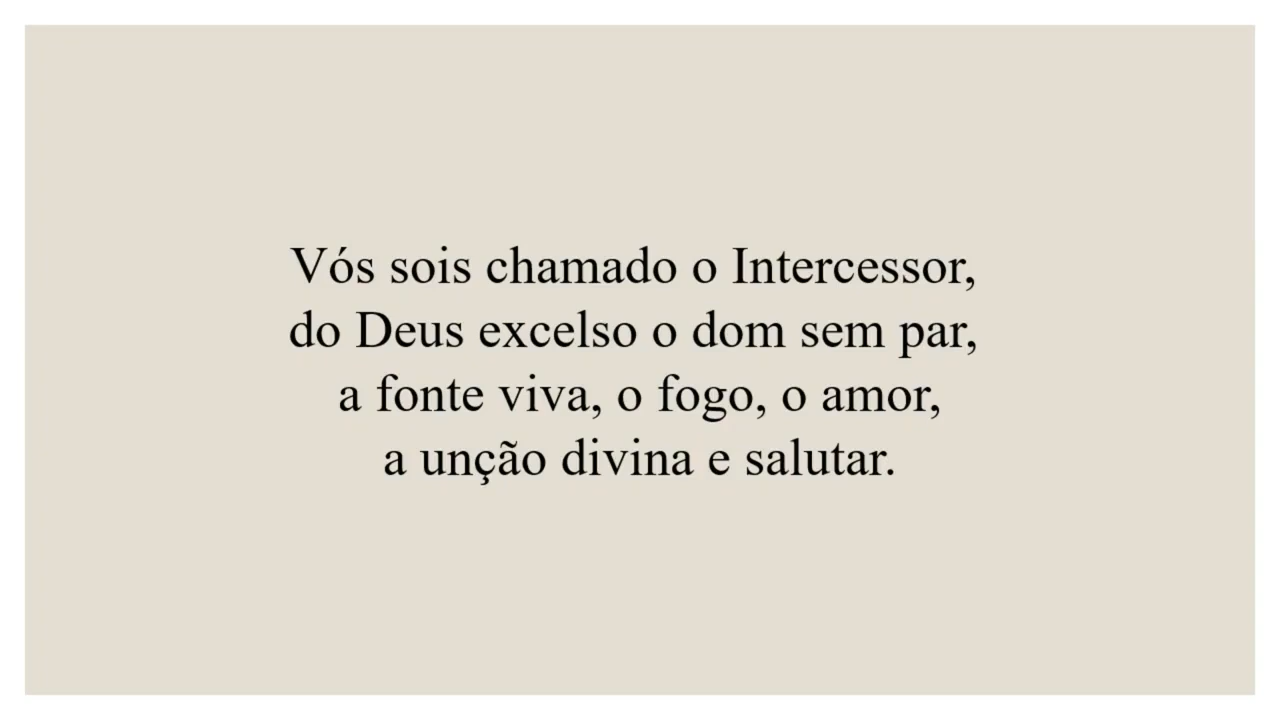 Vós sois chamado o Intercessor,
do Deus excelso o dom sem par,
a fonte viva, o fogo, o amor,
a unção divina e salutar.